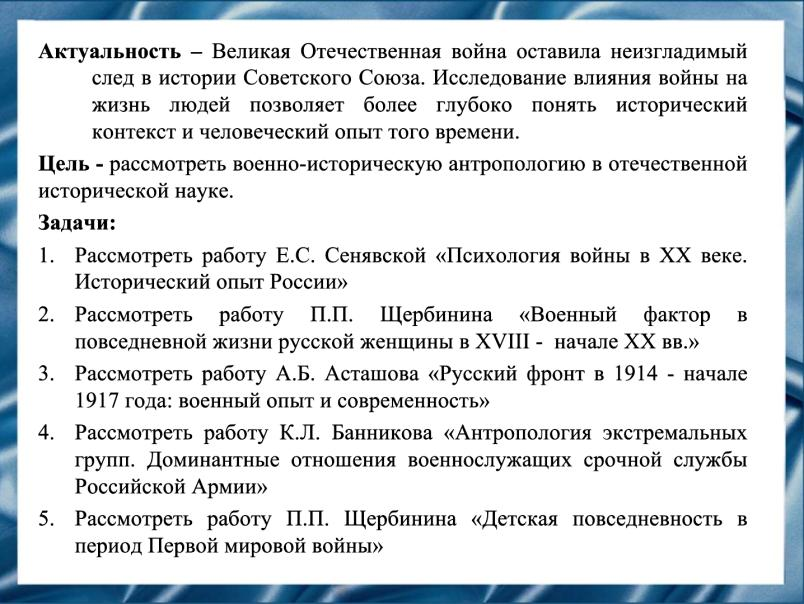 Актуальность – Великая Отечественная война оставила неизгладимый
след в истории Советского Союза. Исследование влияния войны на
жизнь людей позволяет более глубоко понять исторический
контекст и человеческий опыт того времени.
Цель - рассмотреть военно-историческую антропологию в отечественной
исторической науке.
Задачи:
1. Рассмотреть работу Е.С. Сенявской «Психология войны в XX веке.
Исторический опыт России»
2. Рассмотреть работу П.П. Щербинина «Военный фактор в
повседневной жизни русской женщины в XVIII - начале XX вв.»
3. Рассмотреть работу А.Б. Асташова «Русский фронт в 1914 - начале
1917 года: военный опыт и современность»
4. Рассмотреть работу К.Л. Банникова «Антропология экстремальных
групп. Доминантные отношения военнослужащих срочной службы
Российской Армии»
5. Рассмотреть работу П.П. Щербинина «Детская повседневность в
период Первой мировой войны»